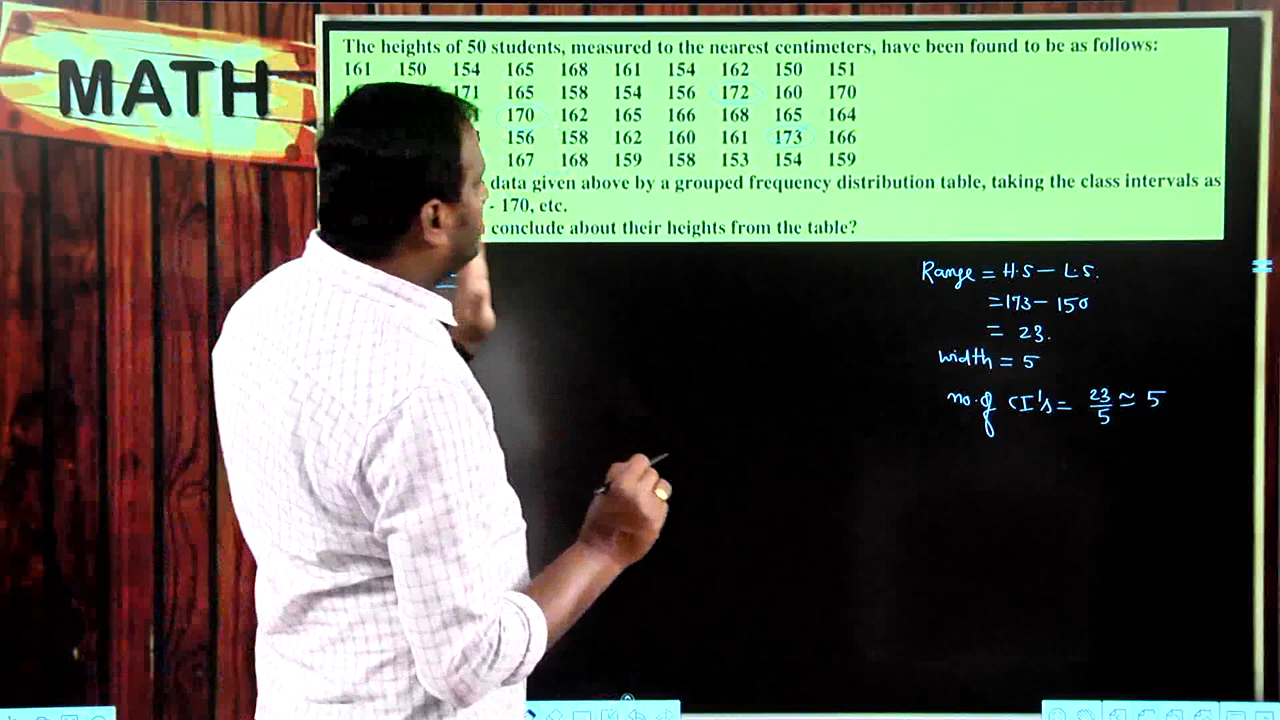 MATH
The heights of 50 students, measured to the nearest centimeters, have been found to be as follows:
161 150 154 165 168 161 154 162 150 151
171 165 158 154 156 172 160 170
170 162 165 166 168 165 164
156 158 162 160 161 173 166
167 168 159 158 153 154 159
data given above by a grouped frequency distribution table, taking the class intervals as
- 170, etc.
conclude about their heights from the table?
Range = H.S – L.S.
= 173 – 150
= 23.
width = 5
no. of CI's = 23/5 ≃ 5